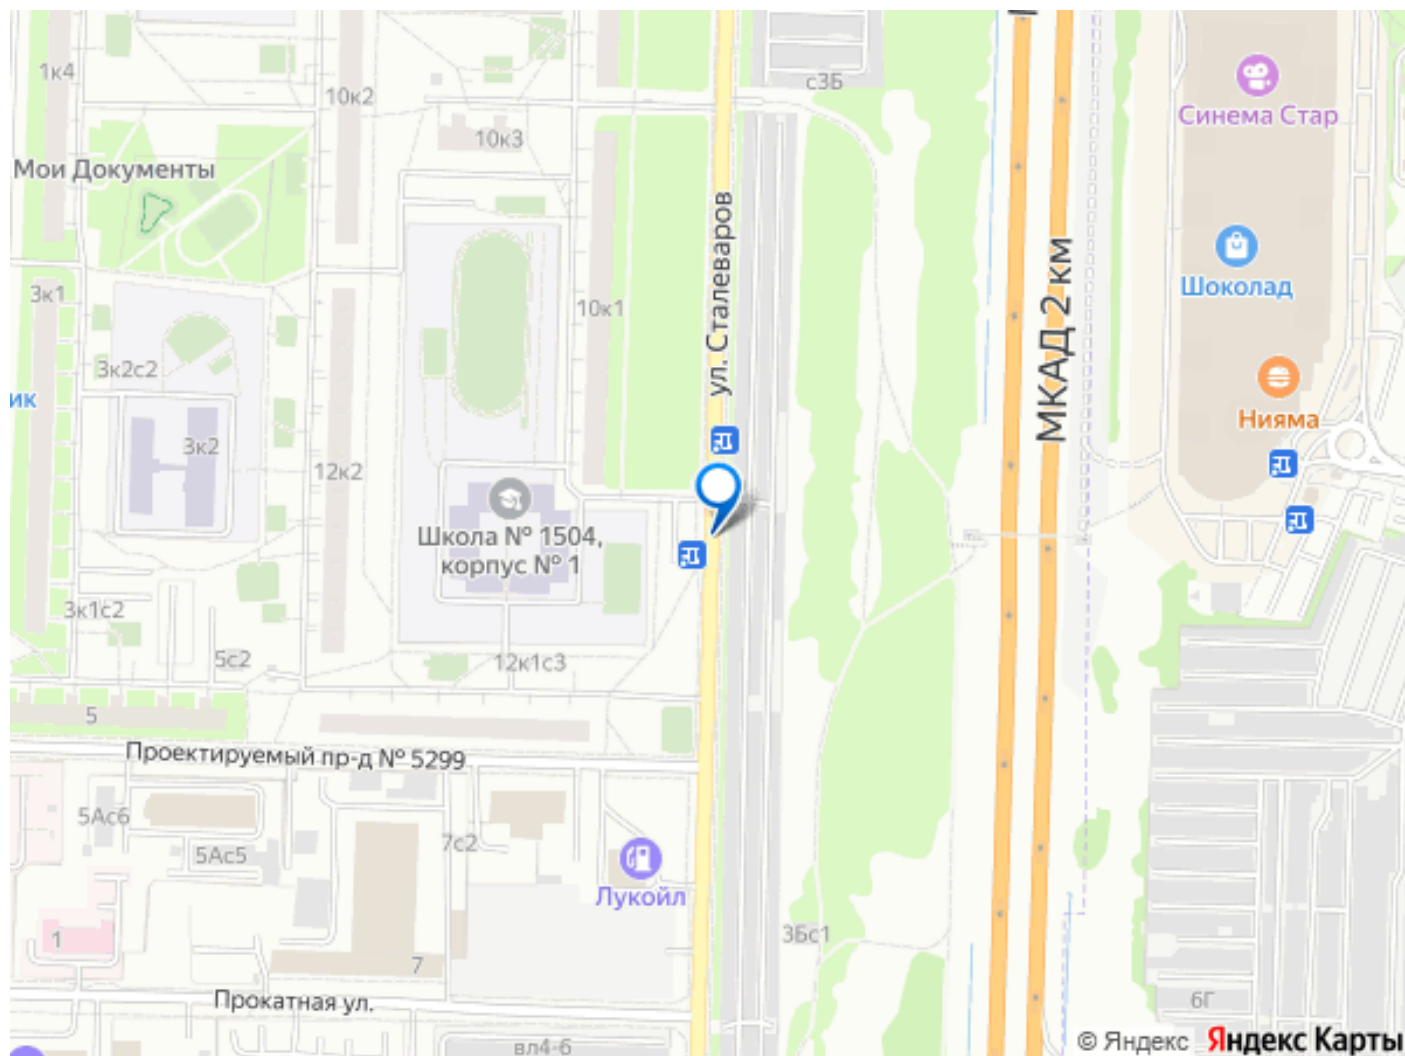 1к4
10к2
с3Б
Синема Стар
10к3
Мои Документы
ул. Сталеваров
МКАД 2 км
Шоколад
3к1
10к1
3к2с2
ик
Нияма
3к2
12к2
Школа № 1504,
корпус № 1
3к1с2
5с2
12к1с3
5
Проектируемый пр-д № 5299
5Ас6
5Ас5
7с2
Лукойл
3Бс1
1
7
Прокатная ул.
6Г
вл4-6
© Яндекс Яндекс Карты